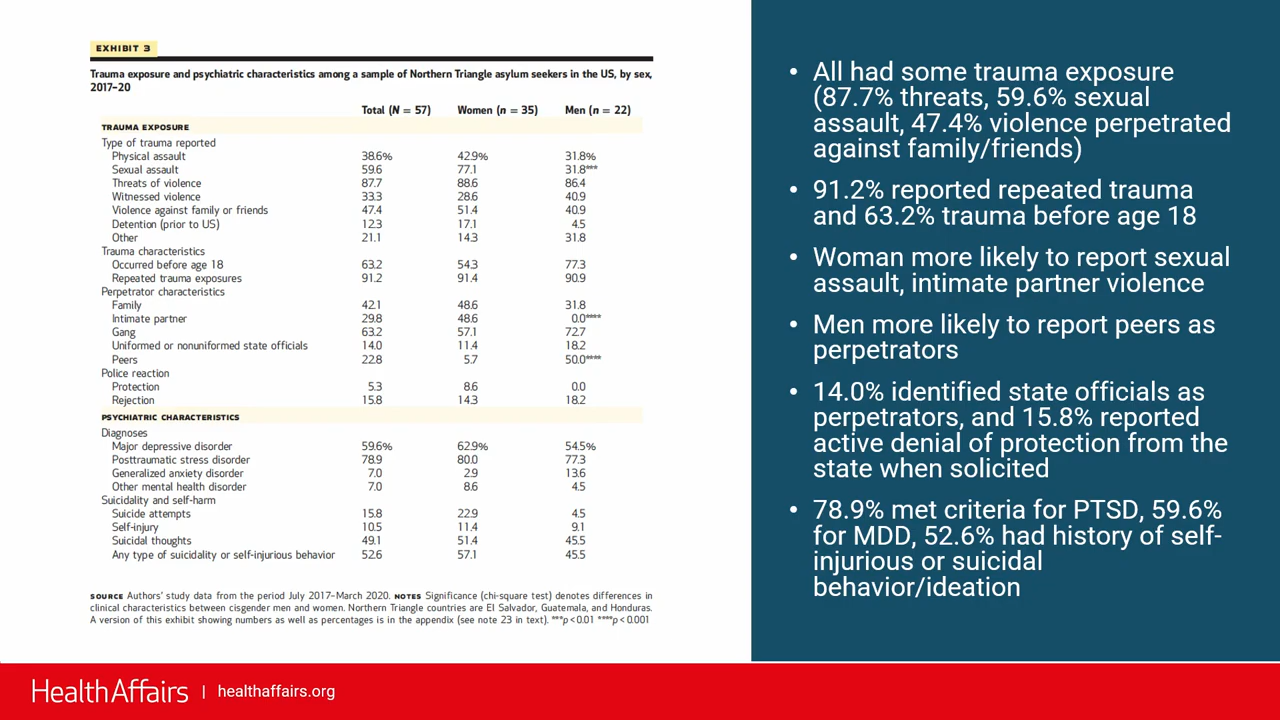 EXHIBIT 3
Trauma exposure and psychiatric characteristics among a sample of Northern Triangle asylum seekers in the US, by sex,
2017–20
Total (N = 57) Women (n = 35) Men (n = 22)
TRAUMA EXPOSURE
Type of trauma reported
Physical assault 38.6% 42.9% 31.8%
Sexual assault 59.6 77.1 31.8***
Threats of violence 87.7 88.6 86.4
Witnessed violence 33.3 28.6 40.9
Violence against family or friends 47.4 51.4 40.9
Detention (prior to US) 12.3 17.1 4.5
Other 21.1 14.3 31.8
Trauma characteristics
Occurred before age 18 63.2 54.3 77.3
Repeated trauma exposures 91.2 91.4 90.9
Perpetrator characteristics
Family 42.1 48.6 31.8
Intimate partner 29.8 48.6 0.0****
Gang 63.2 57.1 72.7
Uniformed or nonuniformed state officials 14.0 11.4 18.2
Peers 22.8 5.7 50.0****
Police reaction
Protection 5.3 8.6 0.0
Rejection 15.8 14.3 18.2
PSYCHIATRIC CHARACTERISTICS
Diagnoses
Major depressive disorder 59.6% 62.9% 54.5%
Posttraumatic stress disorder 78.9 80.0 77.3
Generalized anxiety disorder 7.0 2.9 13.6
Other mental health disorder 7.0 8.6 4.5
Suicidality and self-harm
Suicide attempts 15.8 22.9 4.5
Self-injury 10.5 11.4 9.1
Suicidal thoughts 49.1 51.4 45.5
Any type of suicidality or self-injurious behavior 52.6 57.1 45.5
SOURCE Authors' study data from the period July 2017–March 2020. NOTES Significance (chi-square test) denotes differences in
clinical characteristics between cisgender men and women. Northern Triangle countries are El Salvador, Guatemala, and Honduras.
A version of this exhibit showing numbers as well as percentages is in the appendix (see note 23 in text). ***p < 0.01 ****p < 0.001
• All had some trauma exposure
(87.7% threats, 59.6% sexual
assault, 47.4% violence perpetrated
against family/friends)
• 91.2% reported repeated trauma
and 63.2% trauma before age 18
• Woman more likely to report sexual
assault, intimate partner violence
• Men more likely to report peers as
perpetrators
• 14.0% identified state officials as
perpetrators, and 15.8% reported
active denial of protection from the
state when solicited
• 78.9% met criteria for PTSD, 59.6%
for MDD, 52.6% had history of self-
injurious or suicidal
behavior/ideation
HealthAffairs | healthaffairs.org